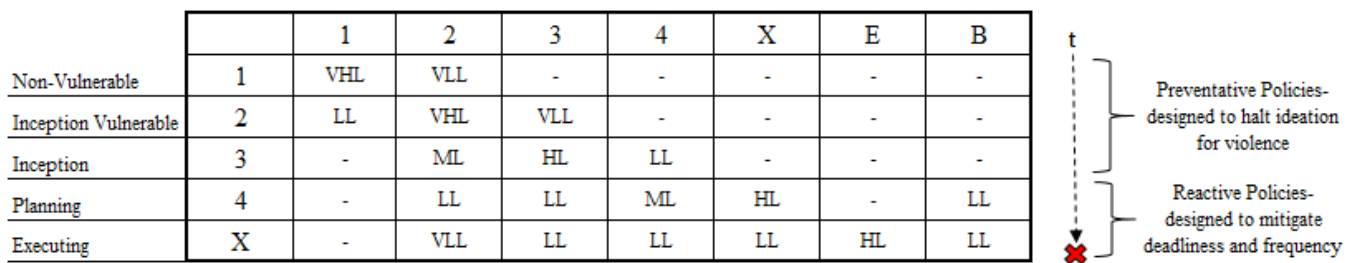 1 2 3 4 X E B
Non-Vulnerable 1 VHL VLL - - - - -
Inception Vulnerable 2 LL VHL VLL - - - -
Inception 3 - ML HL LL - - -
Planning 4 - LL LL ML HL - LL
Executing X - VLL LL LL LL HL LL
t
Preventative Policies-
designed to halt ideation
for violence
Reactive Policies-
designed to mitigate
deadliness and frequency